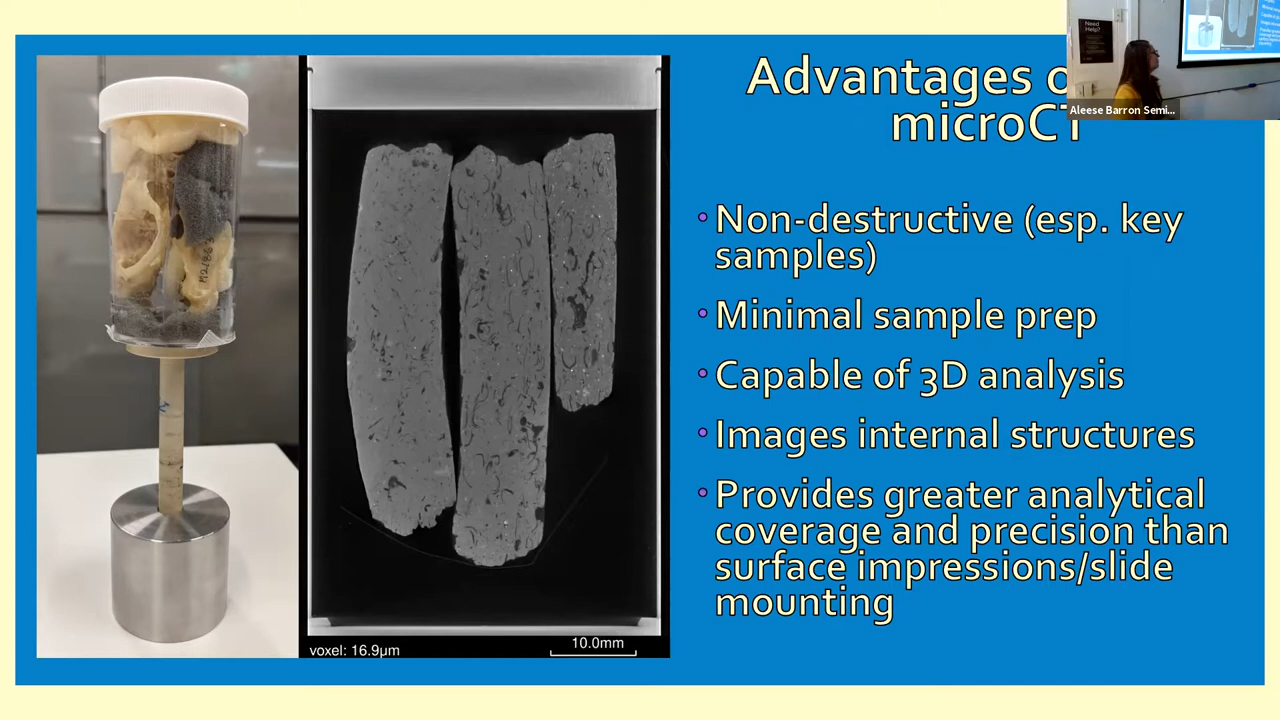 Advantages o
microCT
Non-destructive (esp. key
samples)
Minimal sample prep
Capable of 3D analysis
Images internal structures
Provides greater analytical
coverage and precision than
surface impressions/slide
mounting
voxel: 16.9µm
10.0mm
Need
Help?
Aleese Barron Semi...